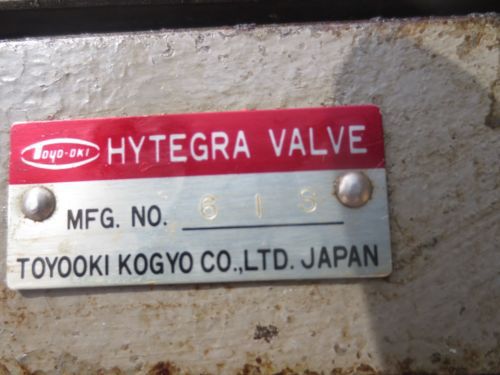 TOYO-OKI HYTEGRA VALVE
MFG. NO. 613
TOYOOKI KOGYO CO.,LTD. JAPAN